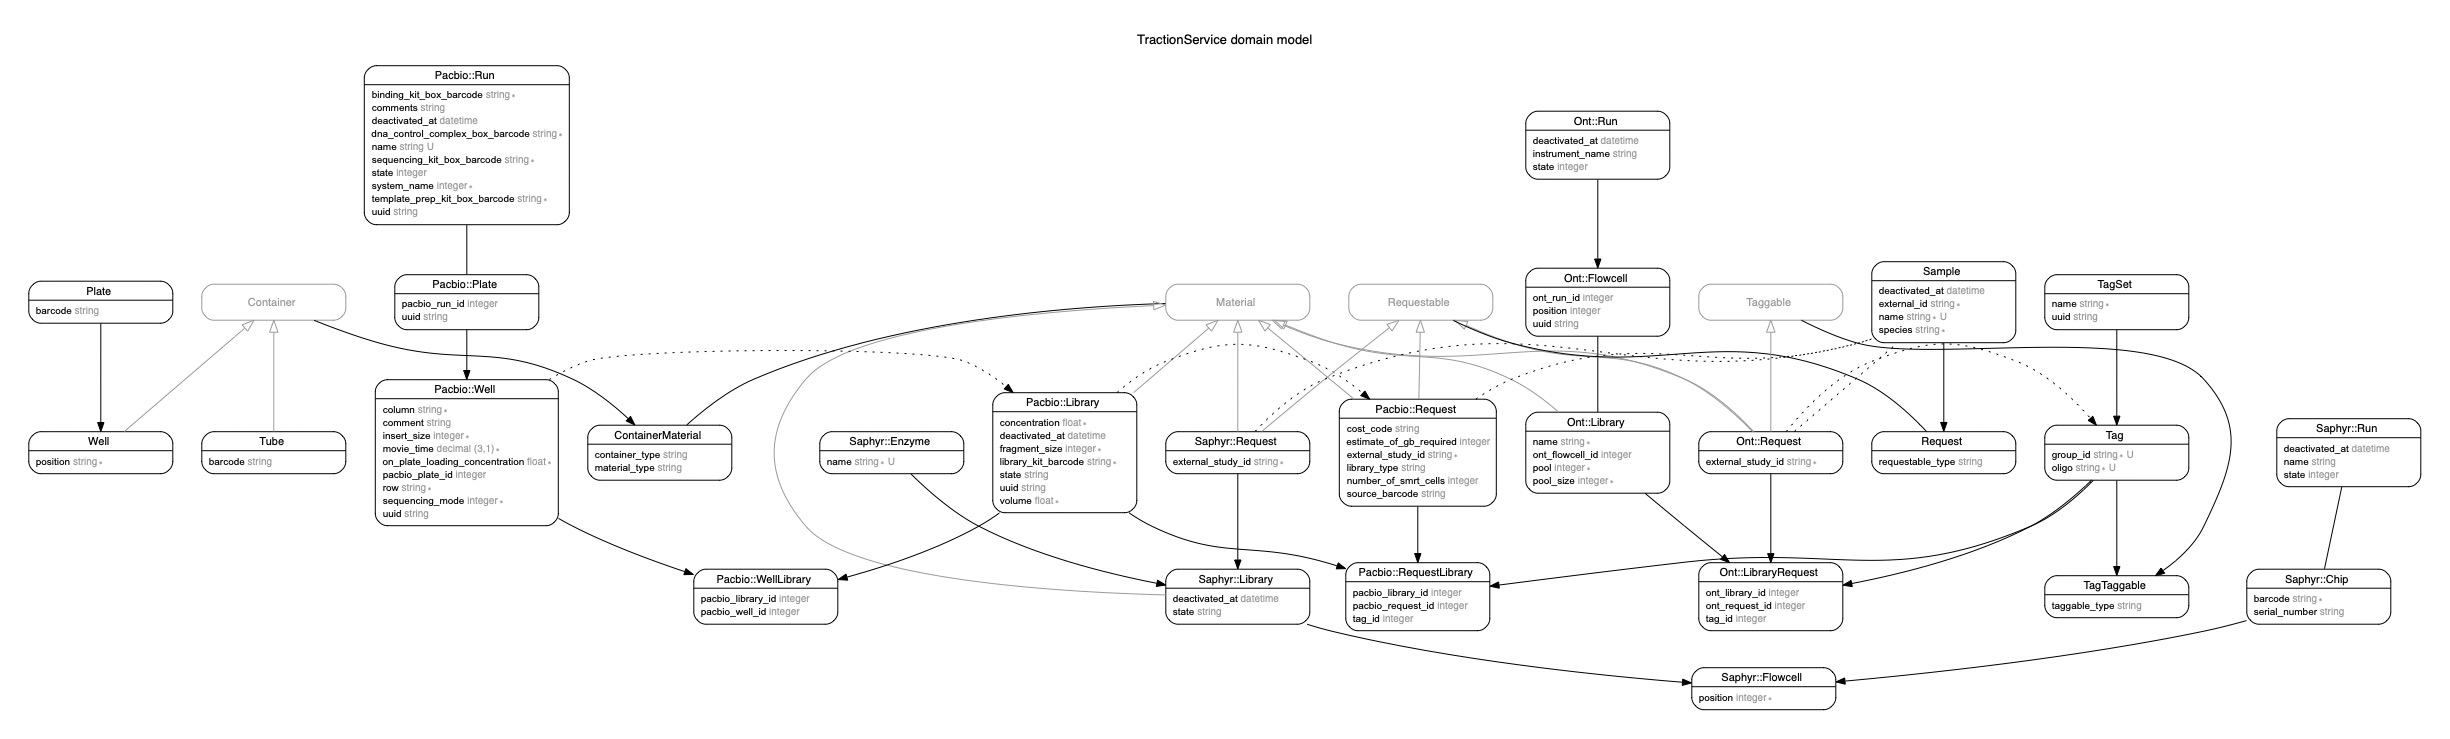 TractionService domain model
Pacbio::Run
binding_kit_box_barcode string ∗
comments string
deactivated_at datetime
dna_control_complex_box_barcode string ∗
name string U
sequencing_kit_box_barcode string ∗
state integer
system_name integer ∗
template_prep_kit_box_barcode string ∗
uuid string
Ont::Run
deactivated_at datetime
instrument_name string
state integer
Plate
barcode string
Container
Pacbio::Plate
pacbio_run_id integer
uuid string
Material
Requestable
Ont::Flowcell
ont_run_id integer
position integer
uuid string
Taggable
Sample
deactivated_at datetime
external_id string ∗
name string ∗ U
species string ∗
TagSet
name string ∗
uuid string
Well
position string ∗
Tube
barcode string
Pacbio::Well
column string ∗
comment string
insert_size integer ∗
movie_time decimal (3,1) ∗
on_plate_loading_concentration float ∗
pacbio_plate_id integer
row string ∗
sequencing_mode integer ∗
uuid string
ContainerMaterial
container_type string
material_type string
Saphyr::Enzyme
name string ∗ U
Pacbio::Library
concentration float ∗
deactivated_at datetime
fragment_size integer ∗
library_kit_barcode string ∗
state string
uuid string
volume float ∗
Saphyr::Request
external_study_id string ∗
Pacbio::Request
cost_code string
estimate_of_gb_required integer
external_study_id string ∗
library_type string
number_of_smrt_cells integer
source_barcode string
Ont::Library
name string ∗
ont_flowcell_id integer
pool integer ∗
pool_size integer ∗
Ont::Request
external_study_id string ∗
Request
requestable_type string
Tag
group_id string ∗ U
oligo string ∗ U
Saphyr::Run
deactivated_at datetime
name string
state integer
Pacbio::WellLibrary
pacbio_library_id integer
pacbio_well_id integer
Saphyr::Library
deactivated_at datetime
state string
Pacbio::RequestLibrary
pacbio_library_id integer
pacbio_request_id integer
tag_id integer
Ont::LibraryRequest
ont_library_id integer
ont_request_id integer
tag_id integer
TagTaggable
taggable_type string
Saphyr::Chip
barcode string ∗
serial_number string
Saphyr::Flowcell
position integer ∗